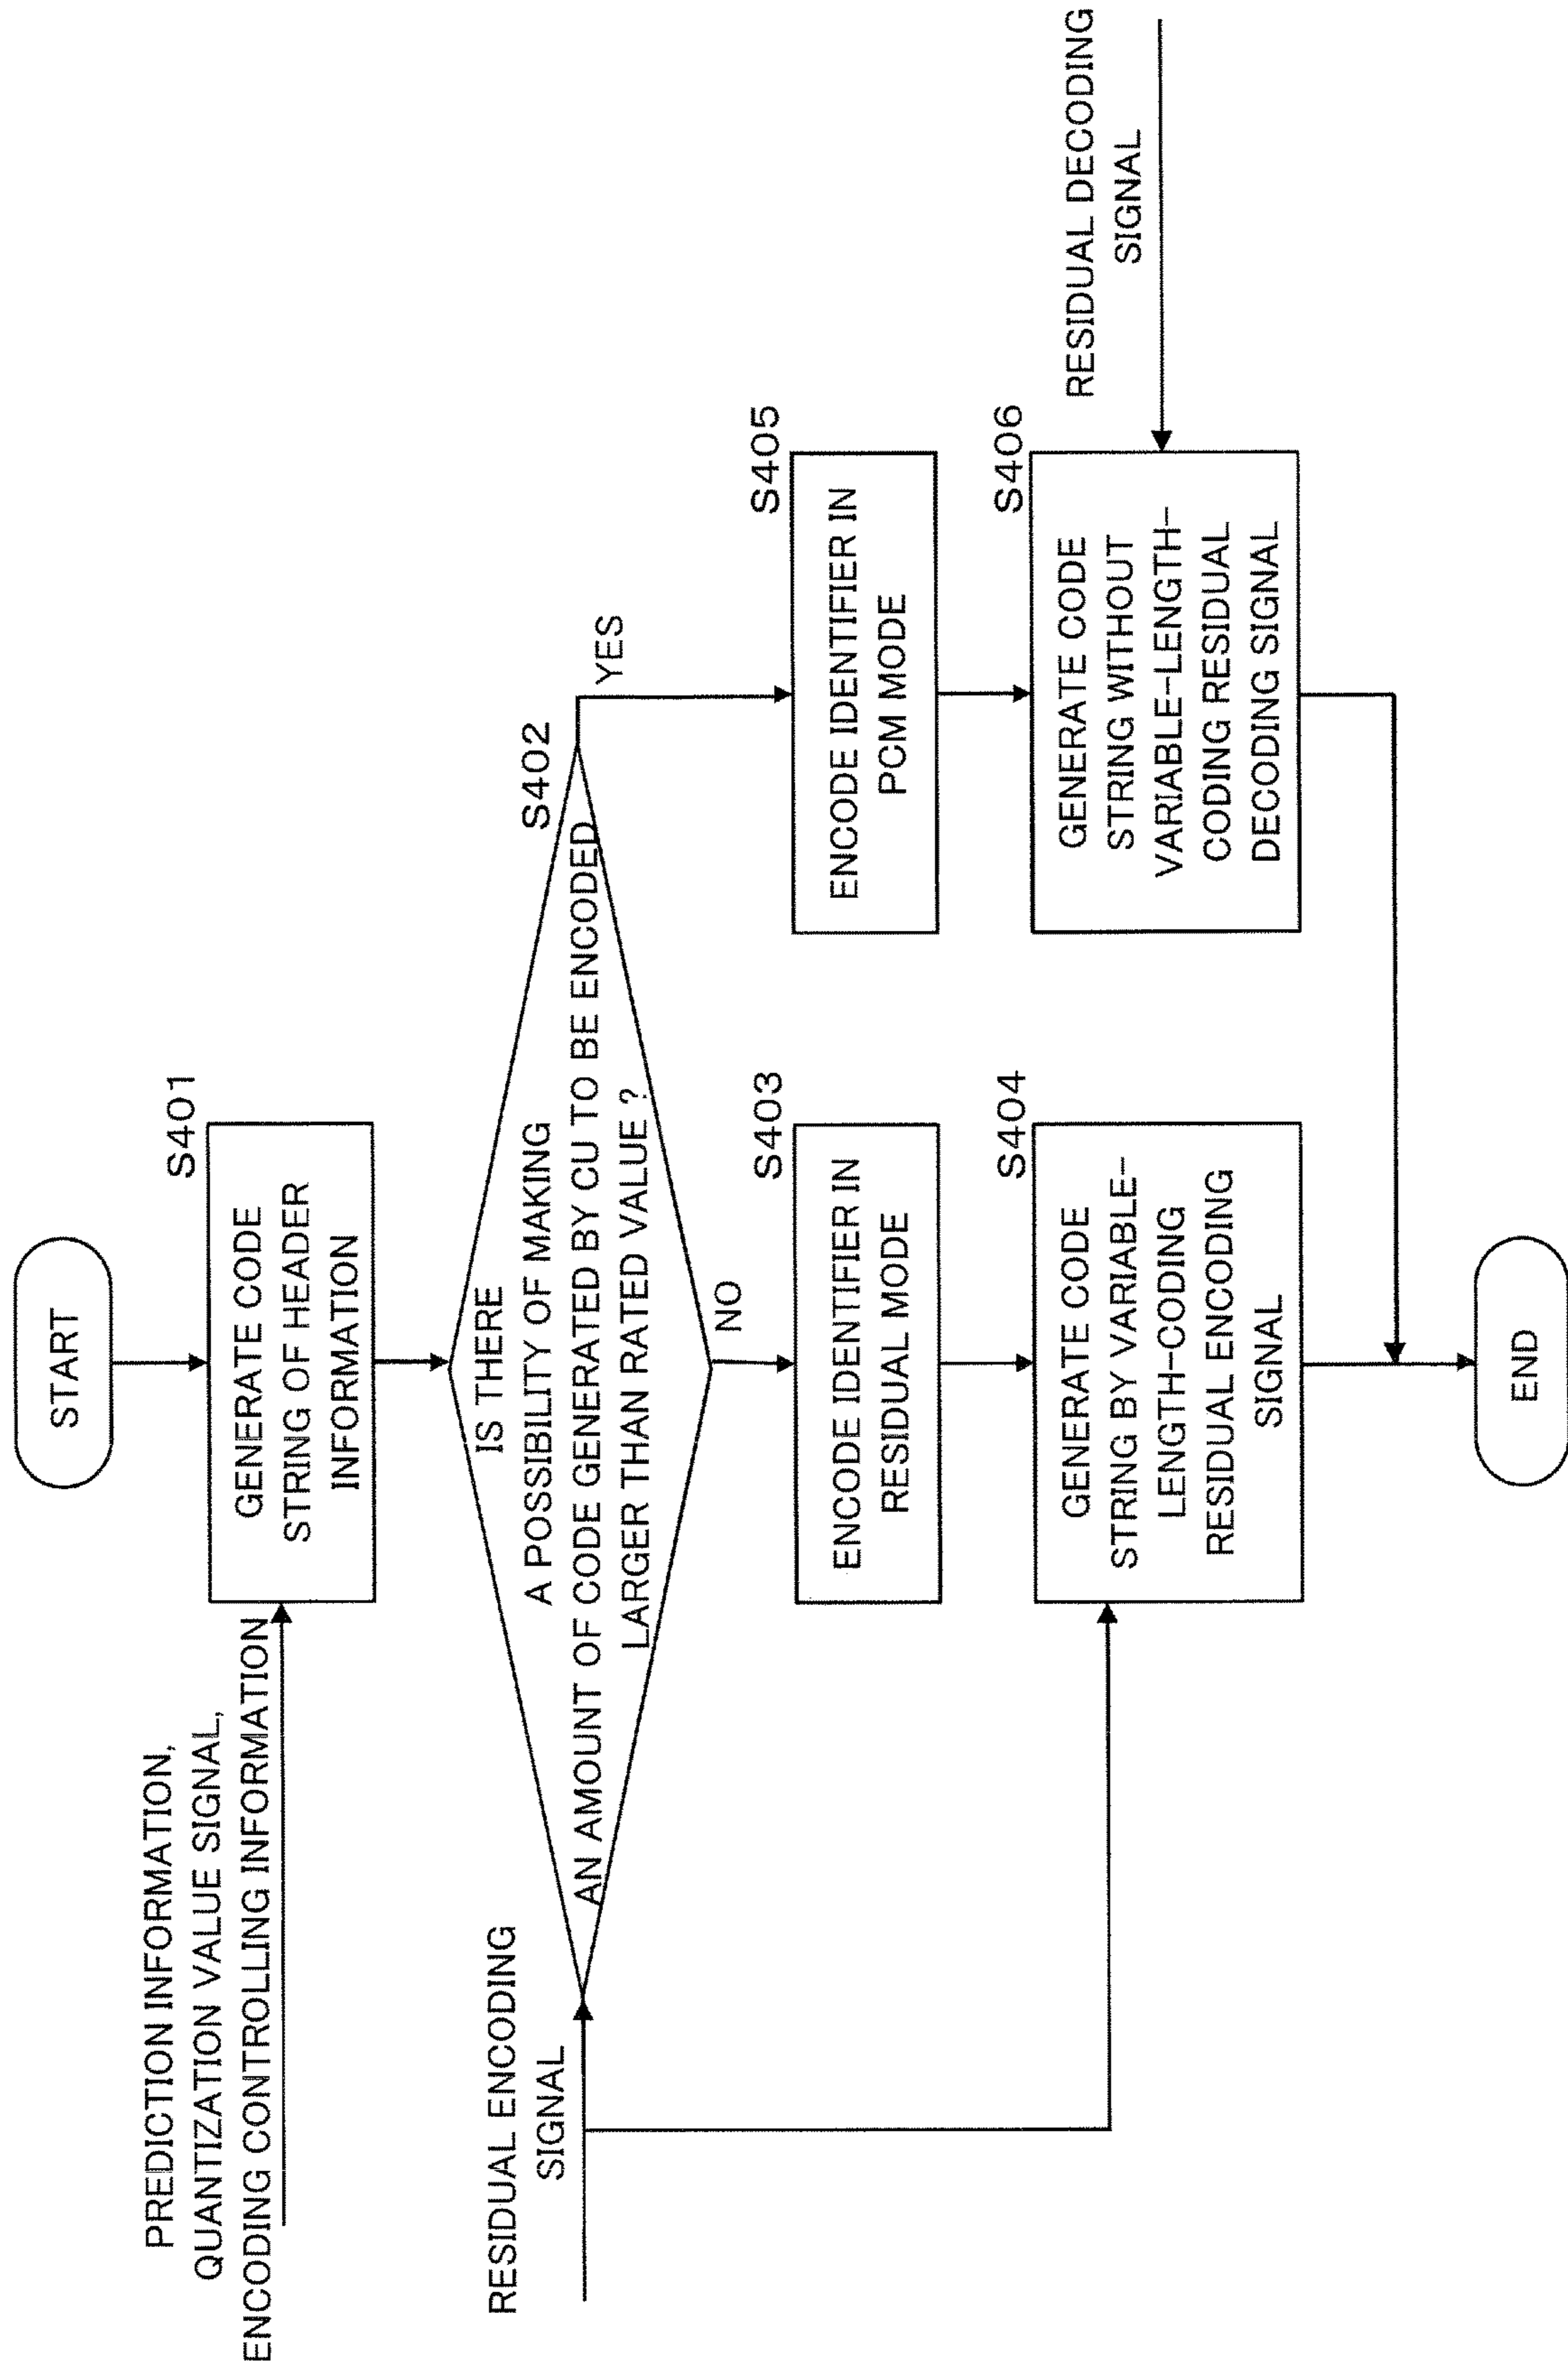 START
PREDICTION INFORMATION,
QUANTIZATION VALUE SIGNAL,
ENCODING CONTROLLING INFORMATION
S401
GENERATE CODE
STRING OF HEADER
INFORMATION
RESIDUAL ENCODING
SIGNAL
S402
IS THERE
A POSSIBILITY OF MAKING
AN AMOUNT OF CODE GENERATED BY CU TO BE ENCODED
LARGER THAN RATED VALUE ?
YES
NO
S403
ENCODE IDENTIFIER IN
RESIDUAL MODE
S405
ENCODE IDENTIFIER IN
PCM MODE
S404
GENERATE CODE
STRING BY VARIABLE-
LENGTH-CODING
RESIDUAL ENCODING
SIGNAL
S406
GENERATE CODE
STRING WITHOUT
VARIABLE-LENGTH-
CODING RESIDUAL
DECODING SIGNAL
RESIDUAL DECODING
SIGNAL
END